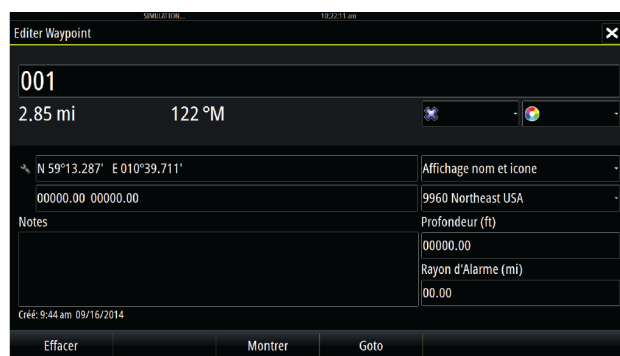 SIMULATION... 10:22:11 am
Editer Waypoint
001
2.85 mi 122 °M
N 59°13.287' E 010°39.711' Affichage nom et icone
00000.00 00000.00 9960 Northeast USA
Notes Profondeur (ft)
00000.00
Rayon d'Alarme (mi)
00.00
Créé: 9:44 am 09/16/2014
Effacer Montrer Goto